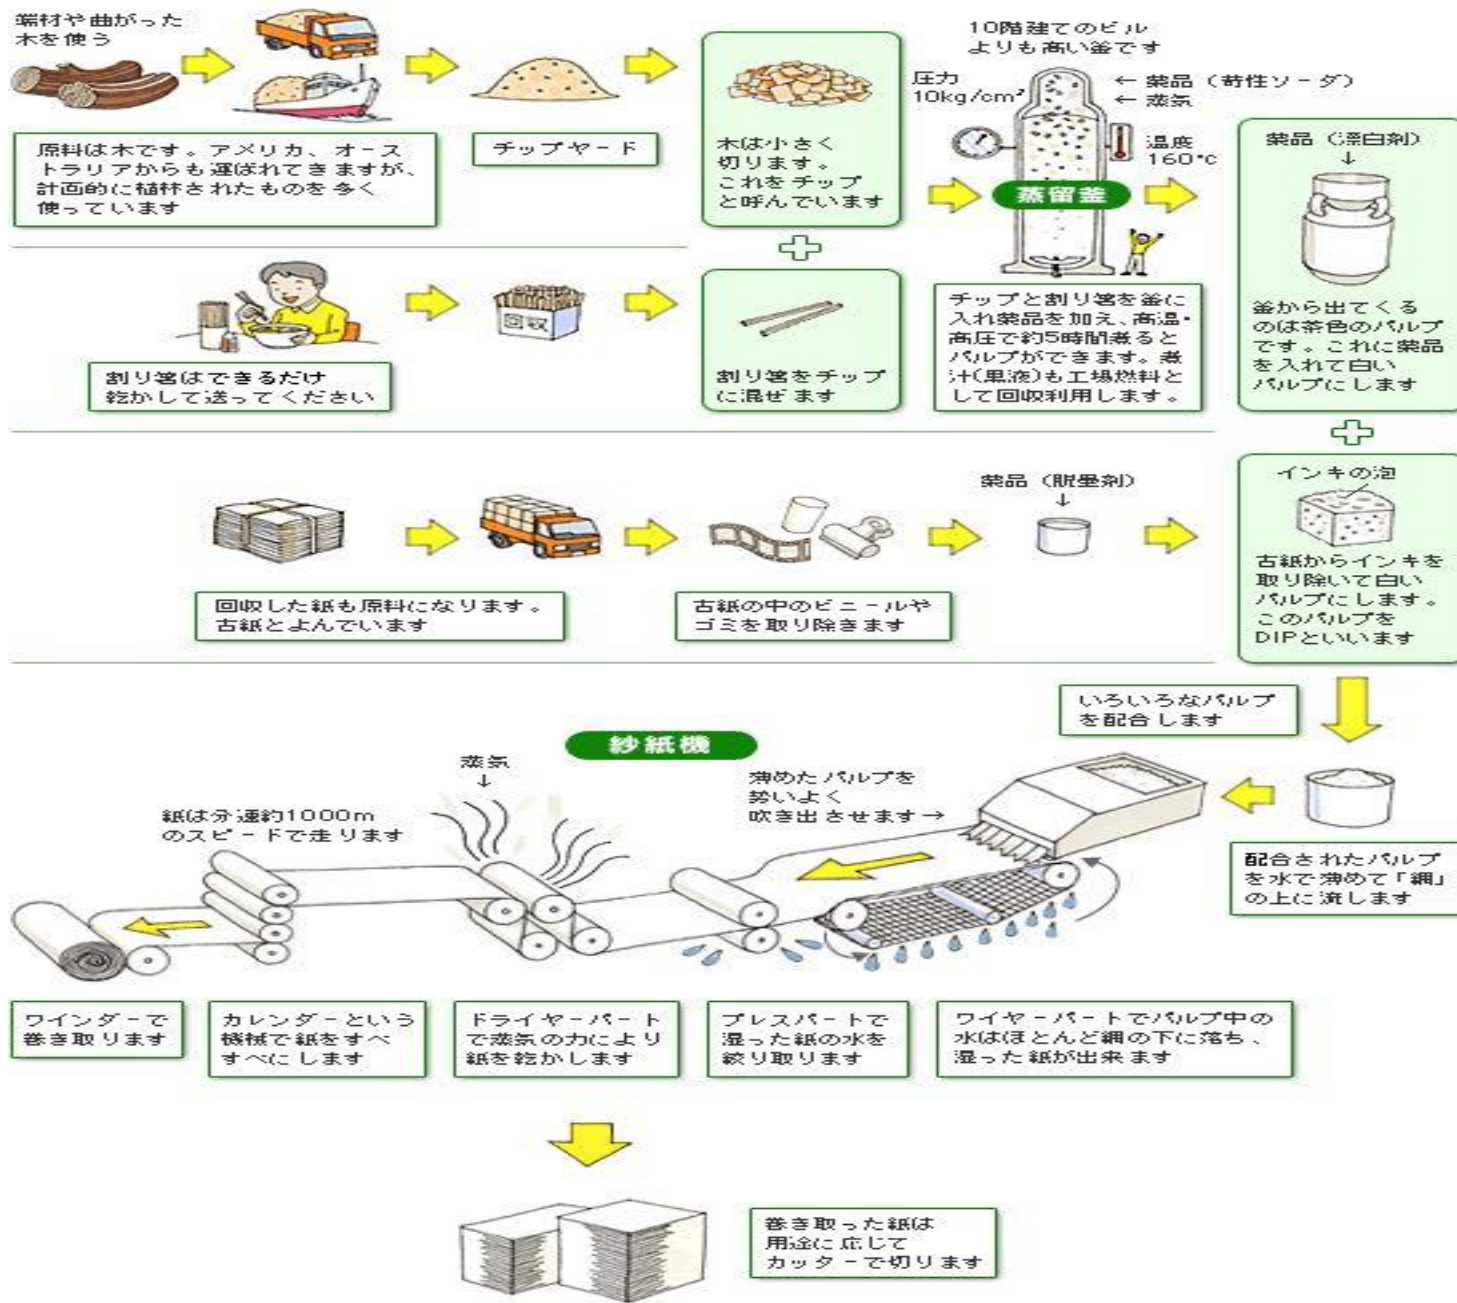 端材や曲がった
木を使う
原料は木です。アメリカ、オース
トラリアからも運ばれてきますが、
計画的に植林されたものを多く
使っています
チップヤード
木は小さく
切ります。
これをチップ
と呼んでいます
10階建てのビル
よりも高い釜です
圧力
10kg/cm²
← 薬品（苛性ソーダ）
← 蒸気
温度
160°c
蒸留釜
チップと割り箸を釜に
入れ薬品を加え、高温・
高圧で約5時間煮ると
パルプができます。煮
汁(黒液)も工場燃料と
して回収利用します。
薬品（漂白剤）
↓
釜から出てくる
のは茶色のパルプ
です。これに薬品
を入れて白い
パルプにします
回収
割り箸はできるだけ
乾かして送ってください
割り箸をチップ
に混ぜます
回収した紙も原料になります。
古紙とよんでいます
古紙の中のビニールや
ゴミを取り除きます
薬品（脱墨剤）
↓
インキの泡
古紙からインキを
取り除いて白い
パルプにします。
このパルプを
DIPといいます
いろいろなパルプ
を配合します
配合されたパルプ
を水で薄めて「網」
の上に流します
紗紙機
薄めたパルプを
勢いよく
吹き出させます→
蒸気
↓
紙は分速約1000m
のスピードで走ります
ワインダーで
巻き取ります
カレンダーという
機械で紙をすべ
すべにします
ドライヤーパート
で蒸気の力により
紙を乾かします
プレスパートで
湿った紙の水を
絞り取ります
ワイヤーパートでパルプ中の
水はほとんど網の下に落ち、
湿った紙が出来ます
巻き取った紙は
用途に応じて
カッターで切ります